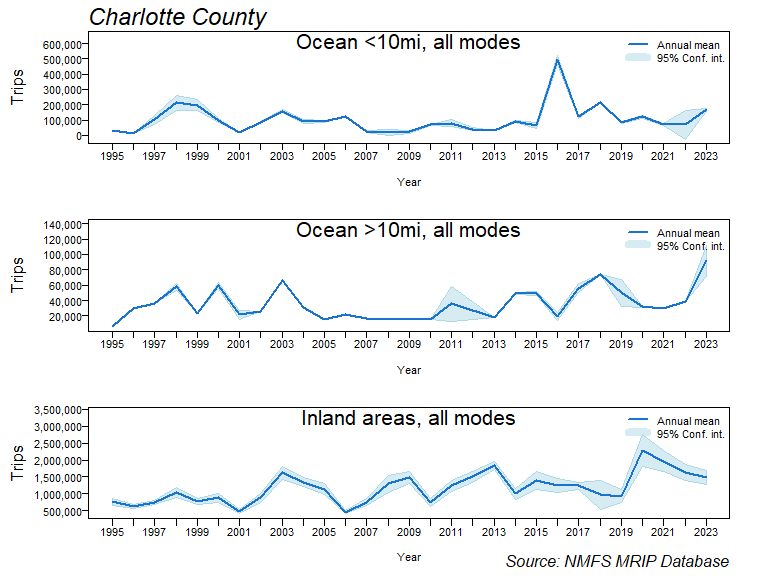 Charlotte County
Ocean <10mi, all modes
Annual mean
95% Conf. int.
Trips
600,000
500,000
400,000
300,000
200,000
100,000
0
1995 1997 1999 2001 2003 2005 2007 2009 2011 2013 2015 2017 2019 2021 2023
Year
Ocean >10mi, all modes
Annual mean
95% Conf. int.
Trips
140,000
120,000
100,000
80,000
60,000
40,000
20,000
1995 1997 1999 2001 2003 2005 2007 2009 2011 2013 2015 2017 2019 2021 2023
Year
Inland areas, all modes
Annual mean
95% Conf. int.
Trips
3,500,000
3,000,000
2,500,000
2,000,000
1,500,000
1,000,000
500,000
1995 1997 1999 2001 2003 2005 2007 2009 2011 2013 2015 2017 2019 2021 2023
Year
Source: NMFS MRIP Database